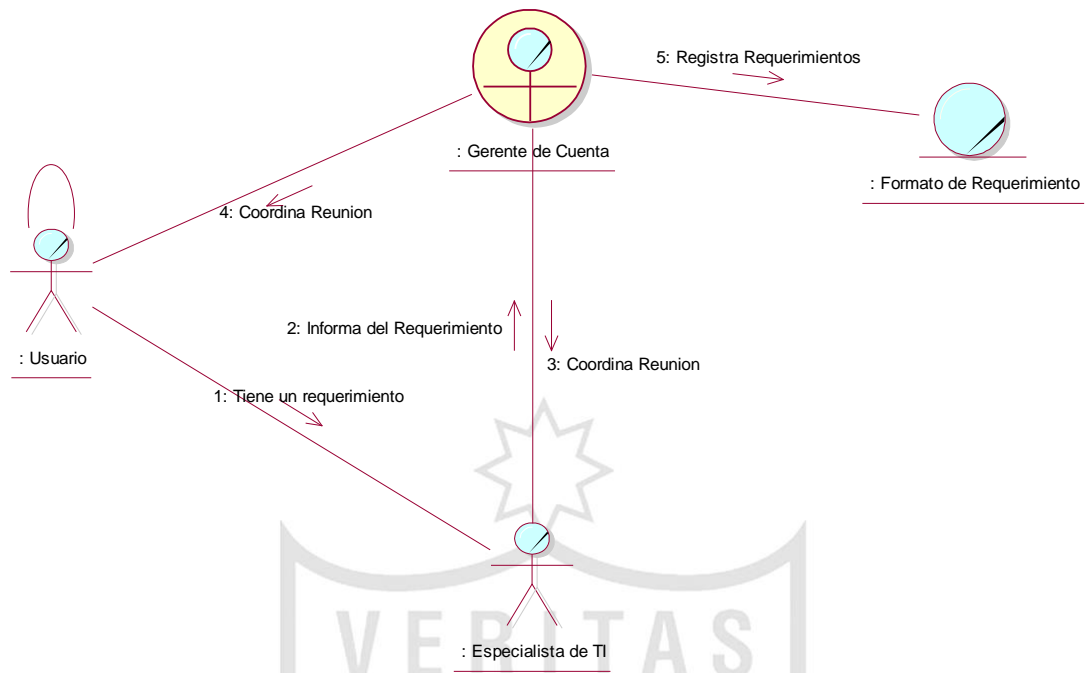 5: Registra Requerimientos
: Gerente de Cuenta
: Formato de Requerimiento
4: Coordina Reunion
2: Informa del Requerimiento
: Usuario
3: Coordina Reunion
1: Tiene un requerimiento
VERITAS
: Especialista de TI